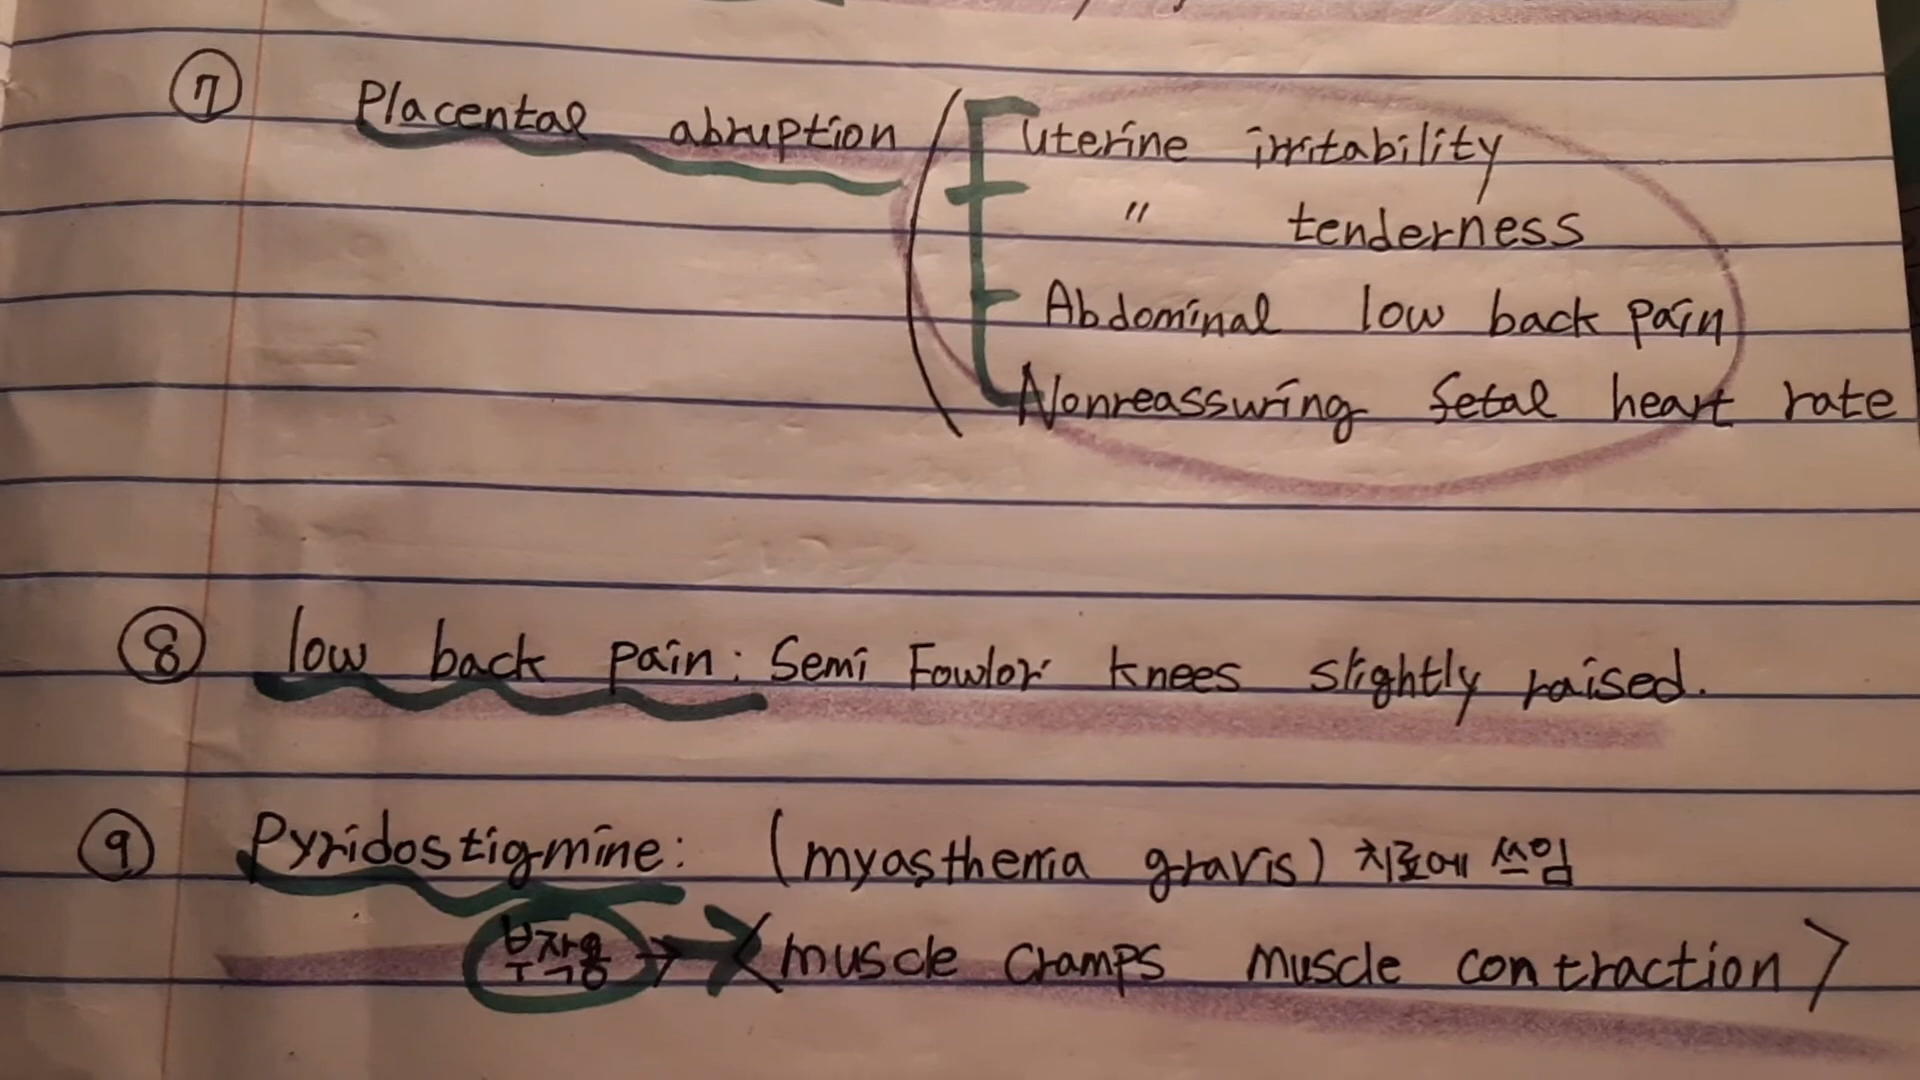 ⑦ Placental abruption ( Uterine irritability
" tenderness
Abdominal low back pain
Nonreassuring fetal heart rate
⑧ low back pain: Semi Fowlor knees slightly raised.
⑨ Pyridostigmine: (myasthenia gravis) 치료에 쓰임
부작용 → <muscle cramps muscle contraction>